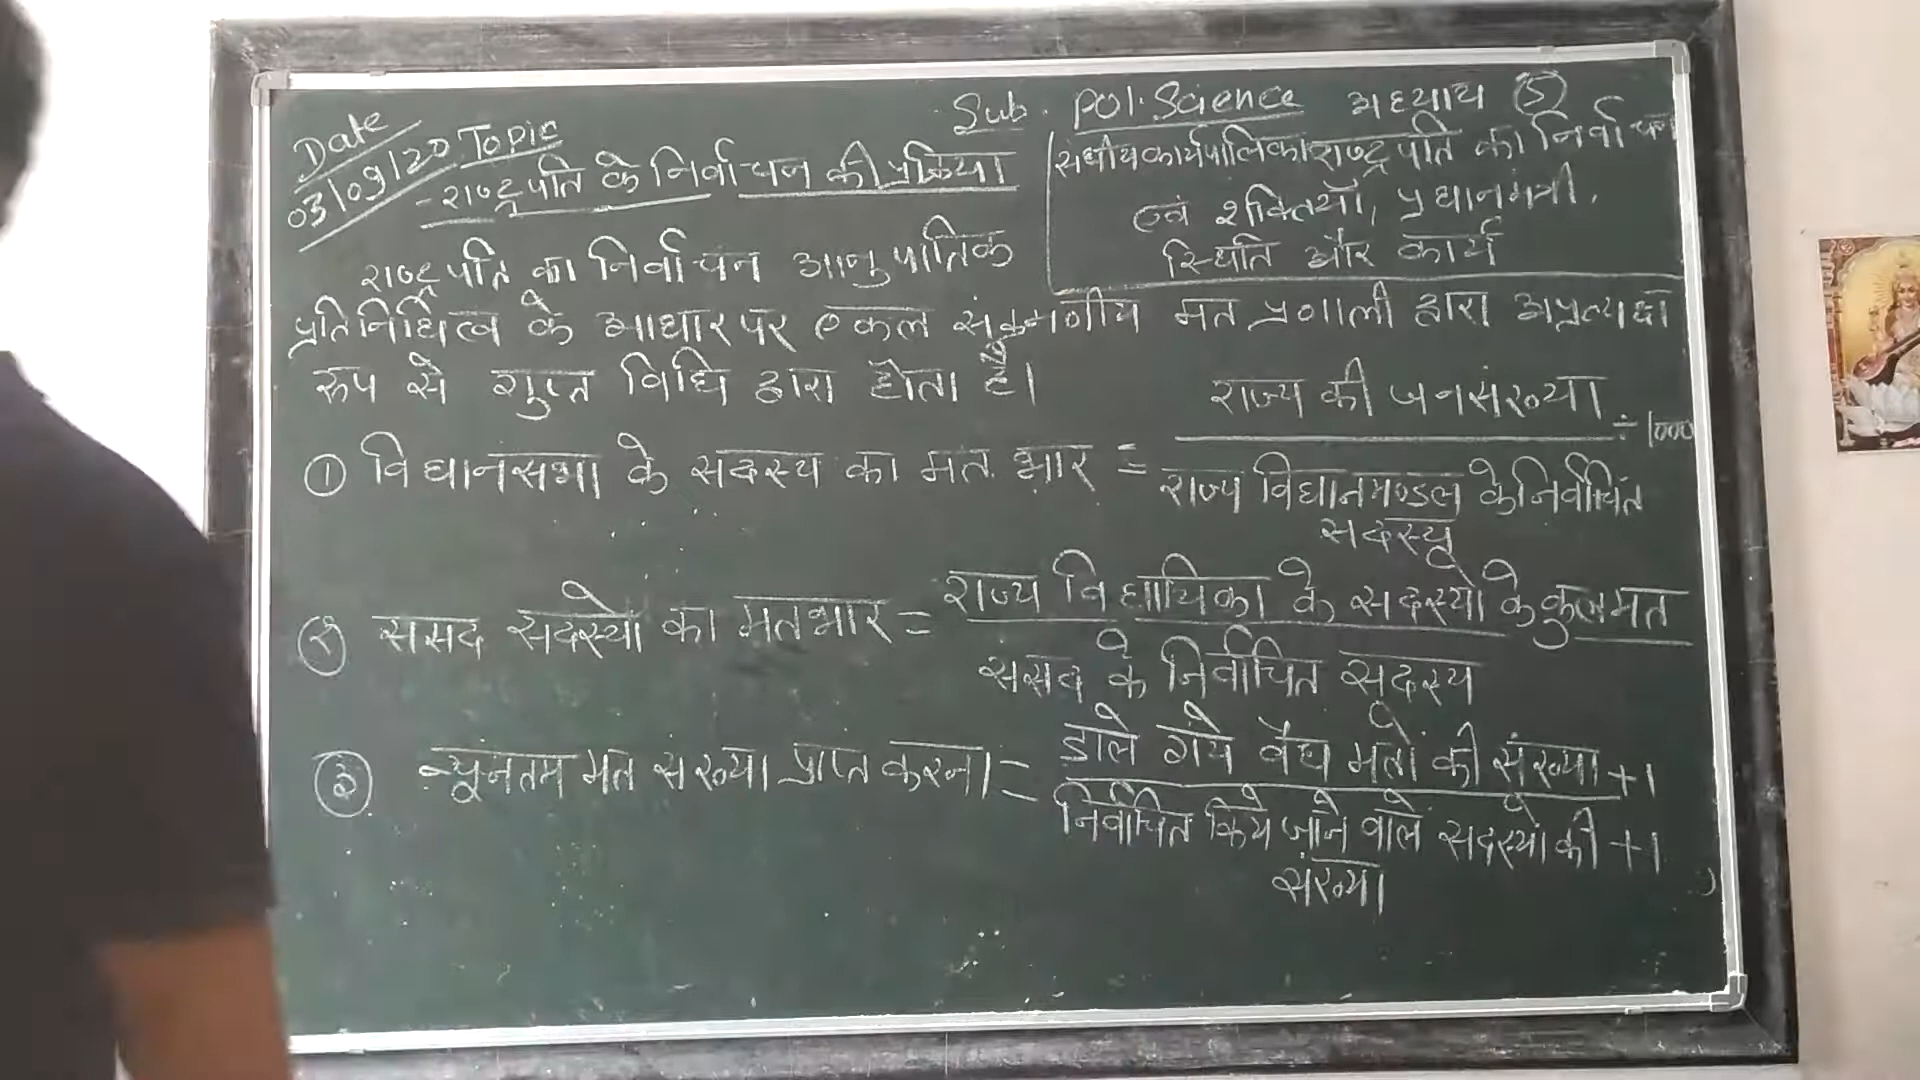 Date
03/09/20 Topic
- राष्ट्रपति के निर्वाचन की प्रक्रिया
Sub. Pol. Science अध्याय (5)
संघीय कार्यपालिका राष्ट्रपति का निर्वाचन
एवं शक्तियाँ, प्रधानमंत्री,
स्थिति और कार्य
राष्ट्रपति का निर्वाचन आनुपातिक
प्रतिनिधित्व के आधार पर एकल संक्रमणीय मत प्रणाली द्वारा अप्रत्यक्ष
रूप से गुप्त विधि द्वारा होता है।
राज्य की जनसंख्या ÷ 1000
① विधानसभा के सदस्य का मत भार =
राज्य विधानमण्डल के निर्वाचित
सदस्य
राज्य विधायिका के सदस्यो के कुल मत
② ससद सदस्यो का मतभार =
संसद के निर्वाचित सदस्य
डाले गये वैध मतों की संख्या +1
③ न्यूनतम मत संख्या प्राप्त करना =
निर्वाचित किये जाने वाले सदस्यों की +1
संख्या